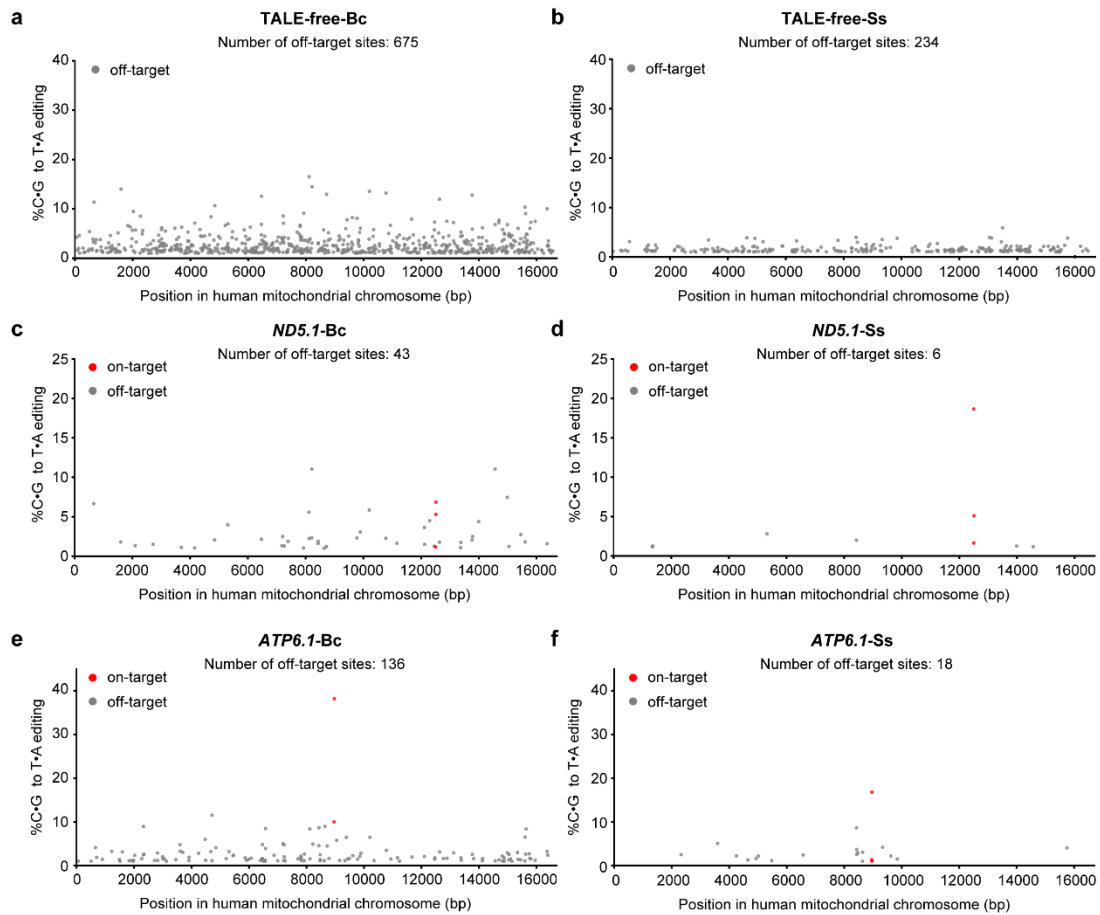 a
TALE-free-Bc
Number of off-target sites: 675
off-target
%C•G to T•A editing
40
30
20
10
0
0 2000 4000 6000 8000 10000 12000 14000 16000
Position in human mitochondrial chromosome (bp)
b
TALE-free-Ss
Number of off-target sites: 234
off-target
%C•G to T•A editing
40
30
20
10
0
0 2000 4000 6000 8000 10000 12000 14000 16000
Position in human mitochondrial chromosome (bp)
c
ND5.1-Bc
Number of off-target sites: 43
on-target
off-target
%C•G to T•A editing
25
20
15
10
5
0
0 2000 4000 6000 8000 10000 12000 14000 16000
Position in human mitochondrial chromosome (bp)
d
ND5.1-Ss
Number of off-target sites: 6
on-target
off-target
%C•G to T•A editing
25
20
15
10
5
0
0 2000 4000 6000 8000 10000 12000 14000 16000
Position in human mitochondrial chromosome (bp)
e
ATP6.1-Bc
Number of off-target sites: 136
on-target
off-target
%C•G to T•A editing
40
30
20
10
0
0 2000 4000 6000 8000 10000 12000 14000 16000
Position in human mitochondrial chromosome (bp)
f
ATP6.1-Ss
Number of off-target sites: 18
on-target
off-target
%C•G to T•A editing
40
30
20
10
0
0 2000 4000 6000 8000 10000 12000 14000 16000
Position in human mitochondrial chromosome (bp)